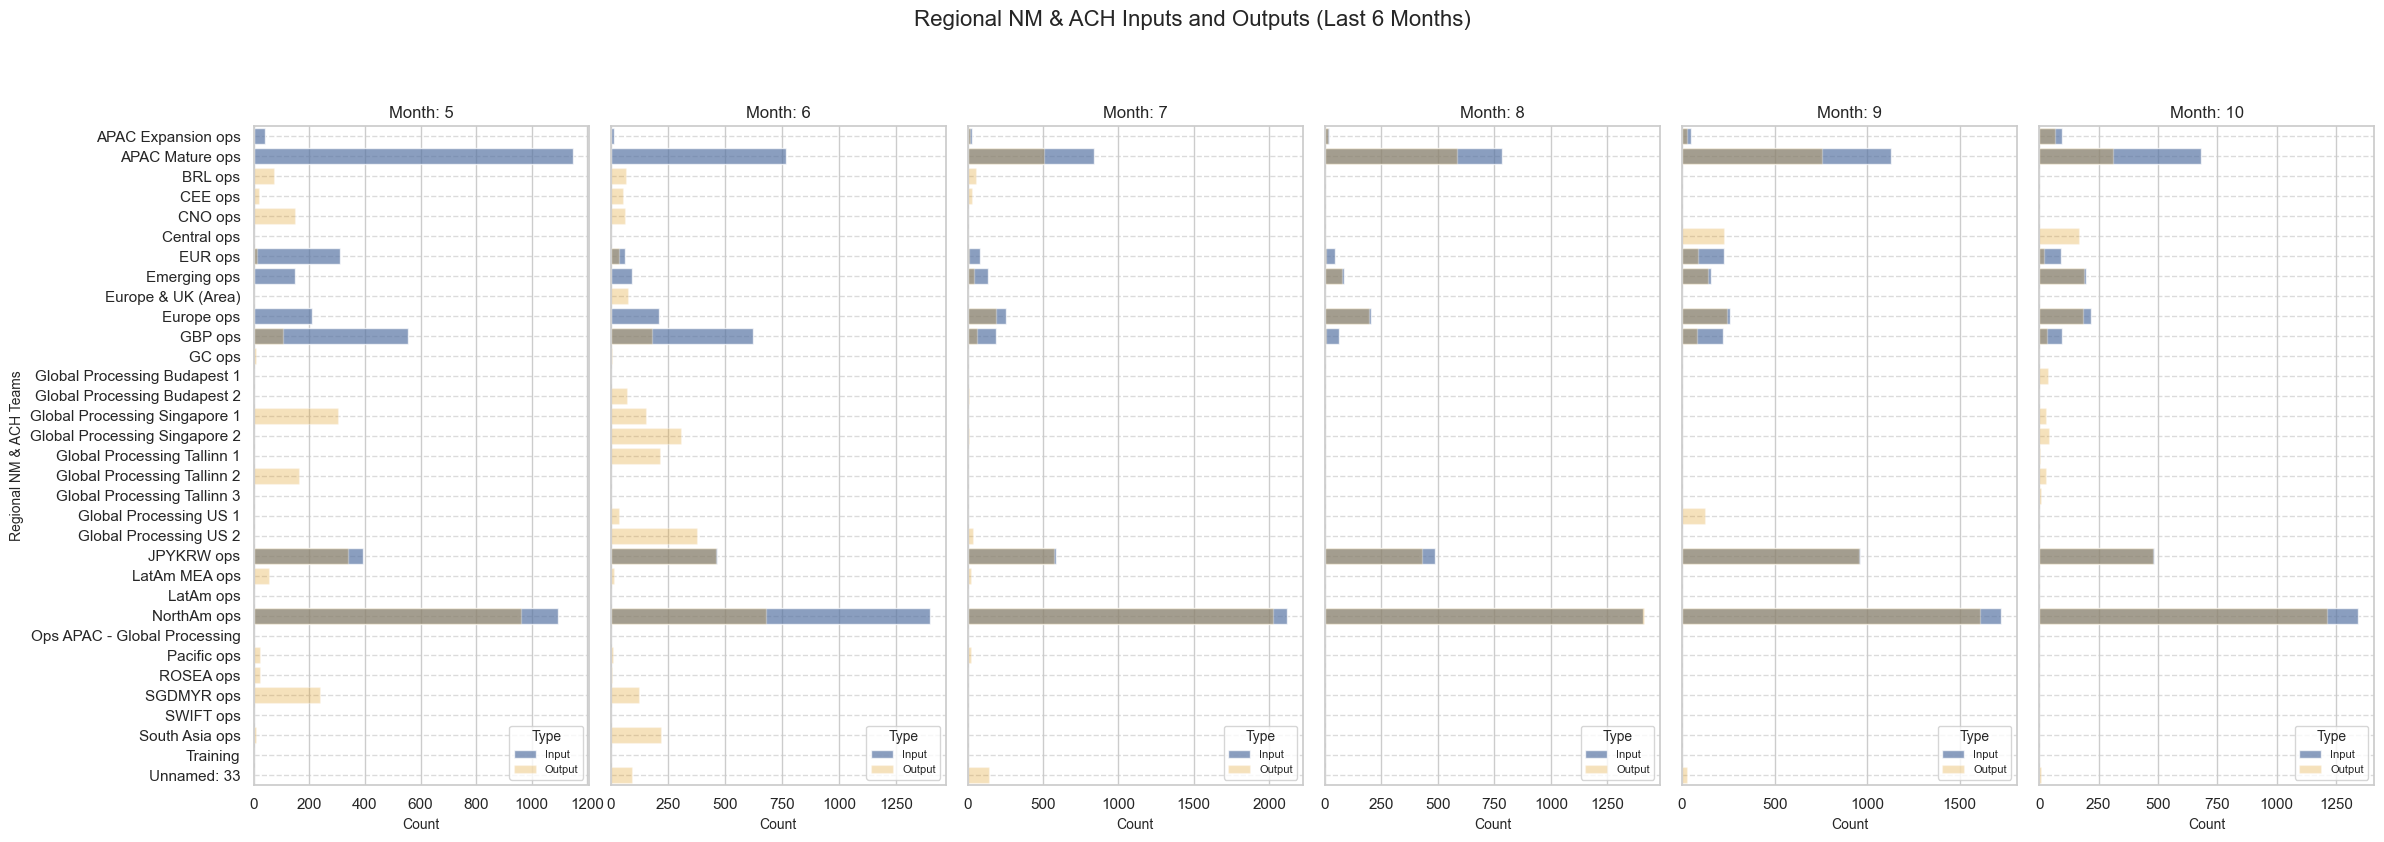 Regional NM & ACH Inputs and Outputs (Last 6 Months)
Month: 5
Month: 6
Month: 7
Month: 8
Month: 9
Month: 10
Regional NM & ACH Teams
APAC Expansion ops
APAC Mature ops
BRL ops
CEE ops
CNO ops
Central ops
EUR ops
Emerging ops
Europe & UK (Area)
Europe ops
GBP ops
GC ops
Global Processing Budapest 1
Global Processing Budapest 2
Global Processing Singapore 1
Global Processing Singapore 2
Global Processing Tallinn 1
Global Processing Tallinn 2
Global Processing Tallinn 3
Global Processing US 1
Global Processing US 2
JPYKRW ops
LatAm MEA ops
LatAm ops
NorthAm ops
Ops APAC - Global Processing
Pacific ops
ROSEA ops
SGDMYR ops
SWIFT ops
South Asia ops
Training
Unnamed: 33
Type
Input
Output
Type
Input
Output
Type
Input
Output
Type
Input
Output
Type
Input
Output
Type
Input
Output
0 200 400 600 800 1000 1200
0 250 500 750 1000 1250
0 500 1000 1500 2000
0 250 500 750 1000 1250
0 500 1000 1500
0 250 500 750 1000 1250
Count
Count
Count
Count
Count
Count